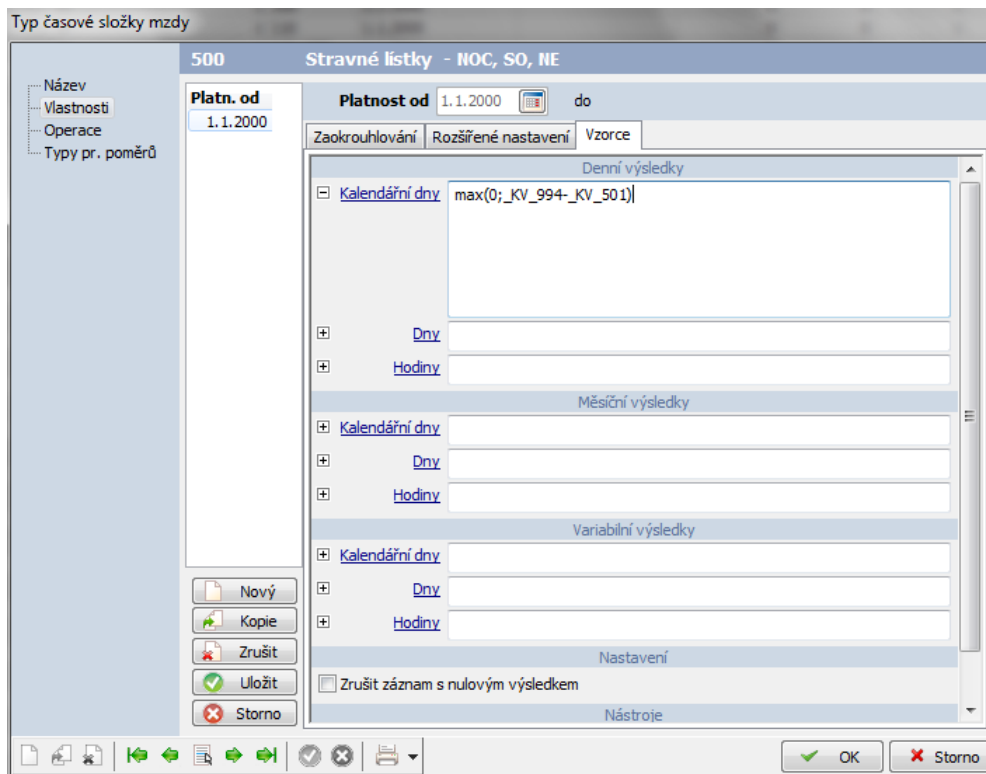 Typ časové složky mzdy
500 Stravné lístky - NOC, SO, NE
Název
Vlastnosti
Operace
Typy pr. poměrů
Platn. od
1.1.2000
Platnost od 1.1.2000 do
Zaokrouhlování Rozšířené nastavení Vzorce
Denní výsledky
Kalendářní dny max(0;_KV_994-_KV_501)
Dny
Hodiny
Měsíční výsledky
Kalendářní dny
Dny
Hodiny
Variabilní výsledky
Kalendářní dny
Dny
Hodiny
Nastavení
Zrušit záznam s nulovým výsledkem
Nástroje
Nový
Kopie
Zrušit
Uložit
Storno
OK Storno